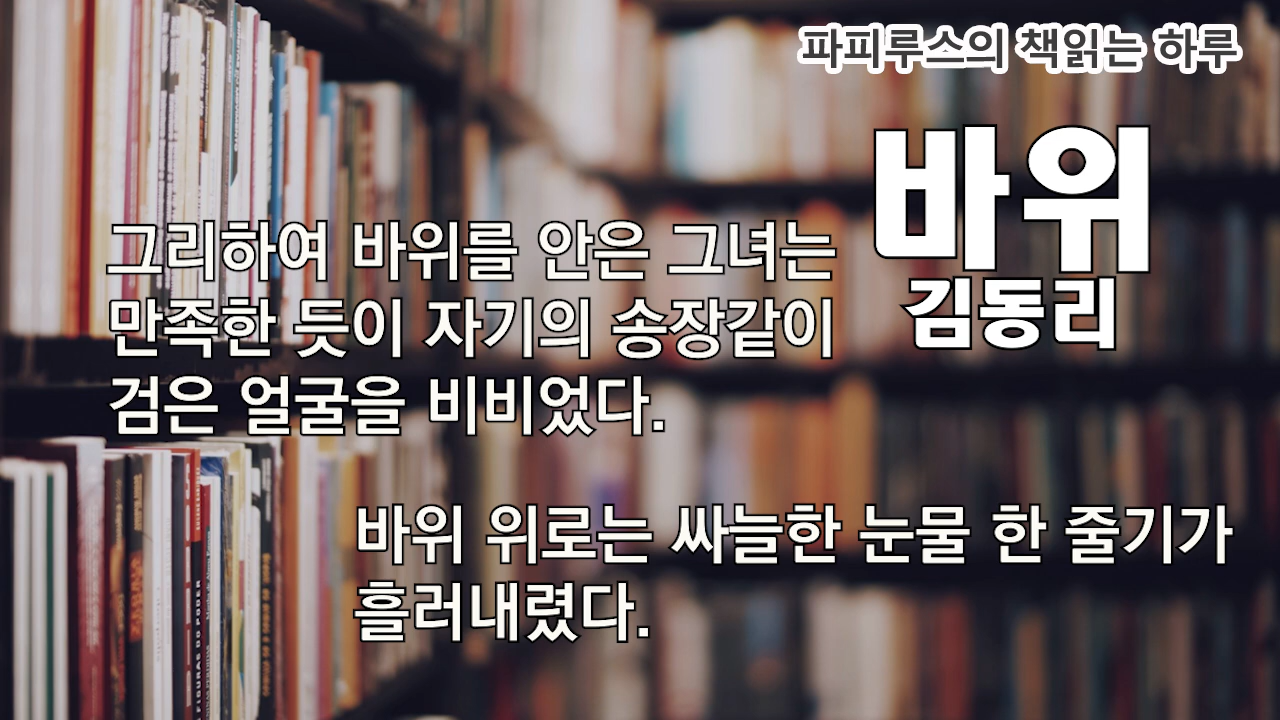 파피루스의 책읽는 하루
바위
김동리
그리하여 바위를 안은 그녀는
만족한 듯이 자기의 송장같이
검은 얼굴을 비비었다.
바위 위로는 싸늘한 눈물 한 줄기가
흘러내렸다.